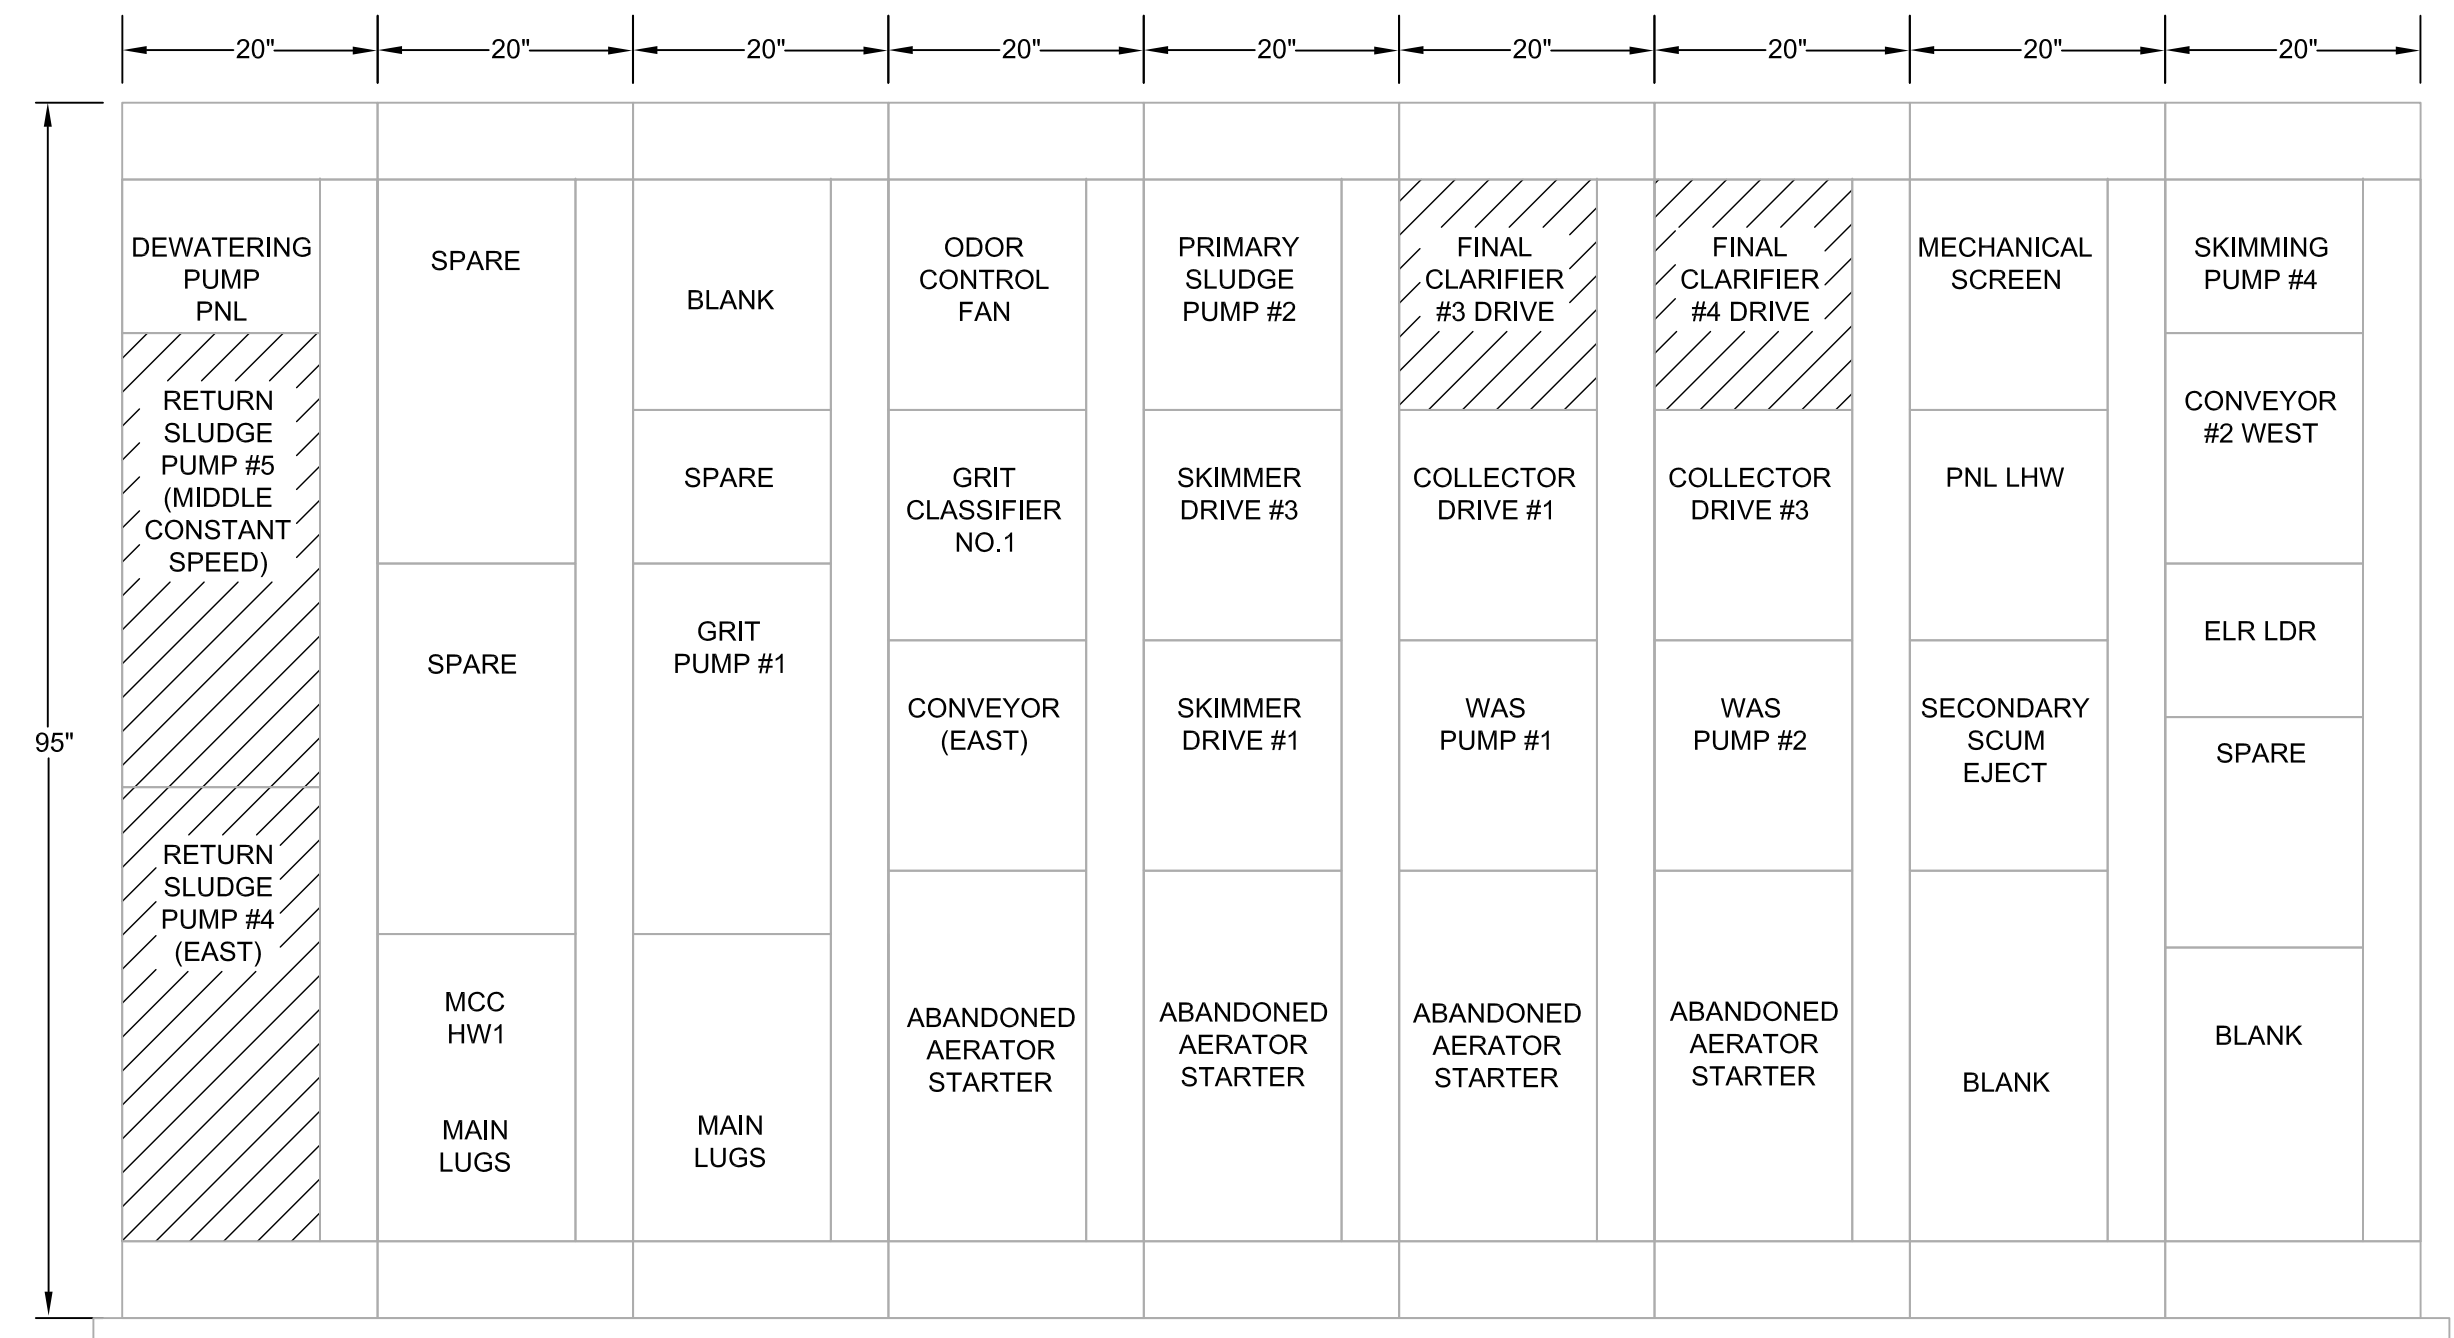 20"
20"
20"
20"
20"
20"
20"
20"
20"
95"
DEWATERING
PUMP
PNL
RETURN
SLUDGE
PUMP #5
(MIDDLE
CONSTANT
SPEED)
RETURN
SLUDGE
PUMP #4
(EAST)
SPARE
SPARE
MCC
HW1
MAIN
LUGS
BLANK
SPARE
GRIT
PUMP #1
MAIN
LUGS
ODOR
CONTROL
FAN
GRIT
CLASSIFIER
NO.1
CONVEYOR
(EAST)
ABANDONED
AERATOR
STARTER
PRIMARY
SLUDGE
PUMP #2
SKIMMER
DRIVE #3
SKIMMER
DRIVE #1
ABANDONED
AERATOR
STARTER
FINAL
CLARIFIER
#3 DRIVE
COLLECTOR
DRIVE #1
WAS
PUMP #1
ABANDONED
AERATOR
STARTER
FINAL
CLARIFIER
#4 DRIVE
COLLECTOR
DRIVE #3
WAS
PUMP #2
ABANDONED
AERATOR
STARTER
MECHANICAL
SCREEN
PNL LHW
SECONDARY
SCUM
EJECT
BLANK
SKIMMING
PUMP #4
CONVEYOR
#2 WEST
ELR LDR
SPARE
BLANK